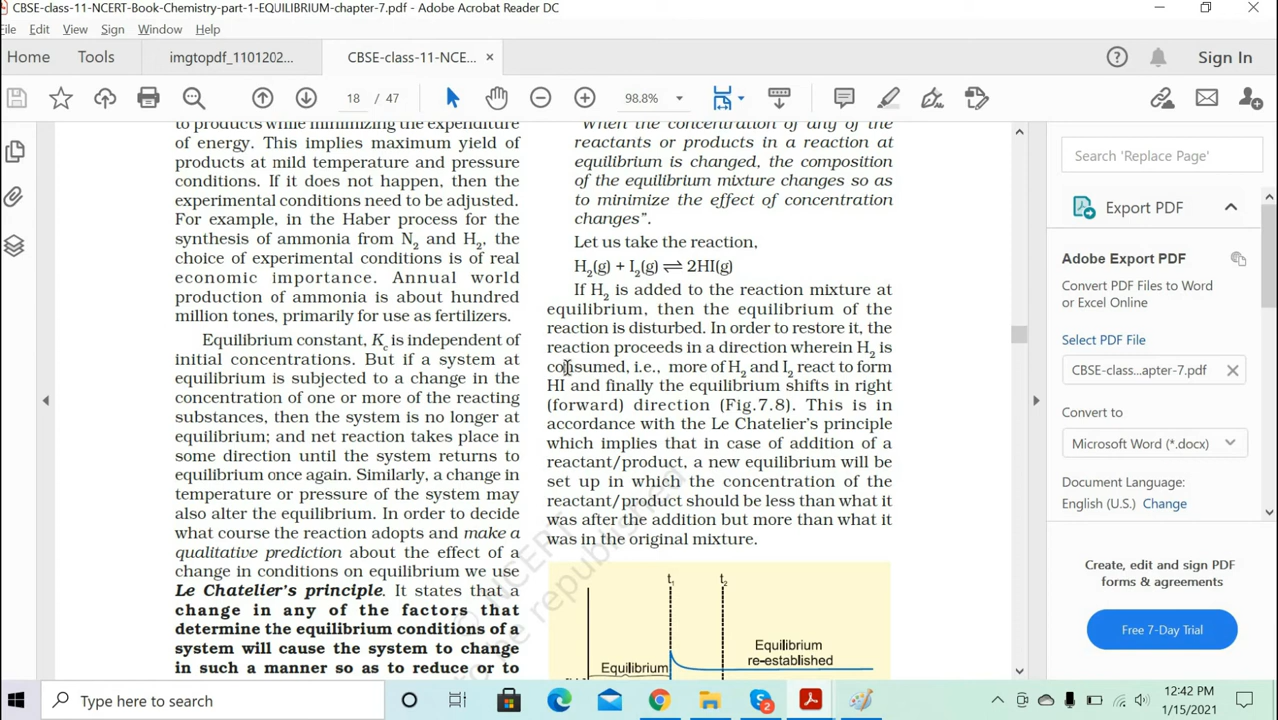 CBSE-class-11-NCERT-Book-Chemistry-part-1-EQUILIBRIUM-chapter-7.pdf - Adobe Acrobat Reader DC
File Edit View Sign Window Help
Home Tools imgtopdf_1101202... CBSE-class-11-NCE... × Sign In
18 / 47 98.8%
to products while minimizing the expenditure
of energy. This implies maximum yield of
products at mild temperature and pressure
conditions. If it does not happen, then the
experimental conditions need to be adjusted.
For example, in the Haber process for the
synthesis of ammonia from N₂ and H₂, the
choice of experimental conditions is of real
economic importance. Annual world
production of ammonia is about hundred
million tones, primarily for use as fertilizers.
Equilibrium constant, Kc is independent of
initial concentrations. But if a system at
equilibrium is subjected to a change in the
concentration of one or more of the reacting
substances, then the system is no longer at
equilibrium; and net reaction takes place in
some direction until the system returns to
equilibrium once again. Similarly, a change in
temperature or pressure of the system may
also alter the equilibrium. In order to decide
what course the reaction adopts and make a
qualitative prediction about the effect of a
change in conditions on equilibrium we use
Le Chatelier's principle. It states that a
change in any of the factors that
determine the equilibrium conditions of a
system will cause the system to change
in such a manner so as to reduce or to
"When the concentration of any of the
reactants or products in a reaction at
equilibrium is changed, the composition
of the equilibrium mixture changes so as
to minimize the effect of concentration
changes".
Let us take the reaction,
H₂(g) + I₂(g) ⇌ 2HI(g)
If H₂ is added to the reaction mixture at
equilibrium, then the equilibrium of the
reaction is disturbed. In order to restore it, the
reaction proceeds in a direction wherein H₂ is
consumed, i.e., more of H₂ and I₂ react to form
HI and finally the equilibrium shifts in right
(forward) direction (Fig.7.8). This is in
accordance with the Le Chatelier's principle
which implies that in case of addition of a
reactant/product, a new equilibrium will be
set up in which the concentration of the
reactant/product should be less than what it
was after the addition but more than what it
was in the original mixture.
t₁ t₂
Equilibrium
re-established
Equilibrium
© NCERT
be republished
Search 'Replace Page'
Export PDF
Adobe Export PDF
Convert PDF Files to Word
or Excel Online
Select PDF File
CBSE-class...apter-7.pdf ×
Convert to
Microsoft Word (*.docx)
Document Language:
English (U.S.) Change
Create, edit and sign PDF
forms & agreements
Free 7-Day Trial
Type here to search
2
12:42 PM
1/15/2021